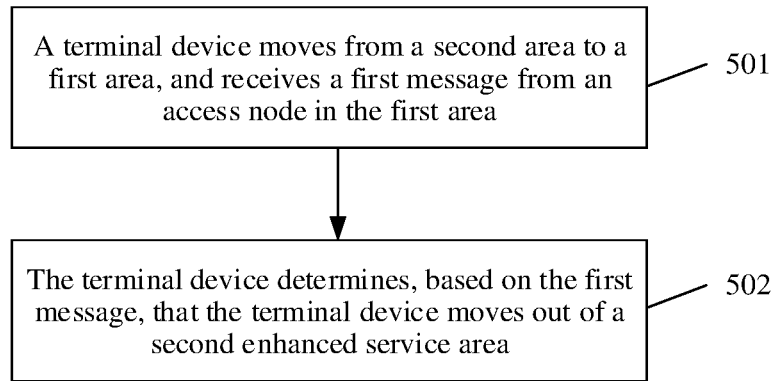 A terminal device moves from a second area to a
first area, and receives a first message from an
access node in the first area
501
The terminal device determines, based on the first
message, that the terminal device moves out of a
second enhanced service area
502